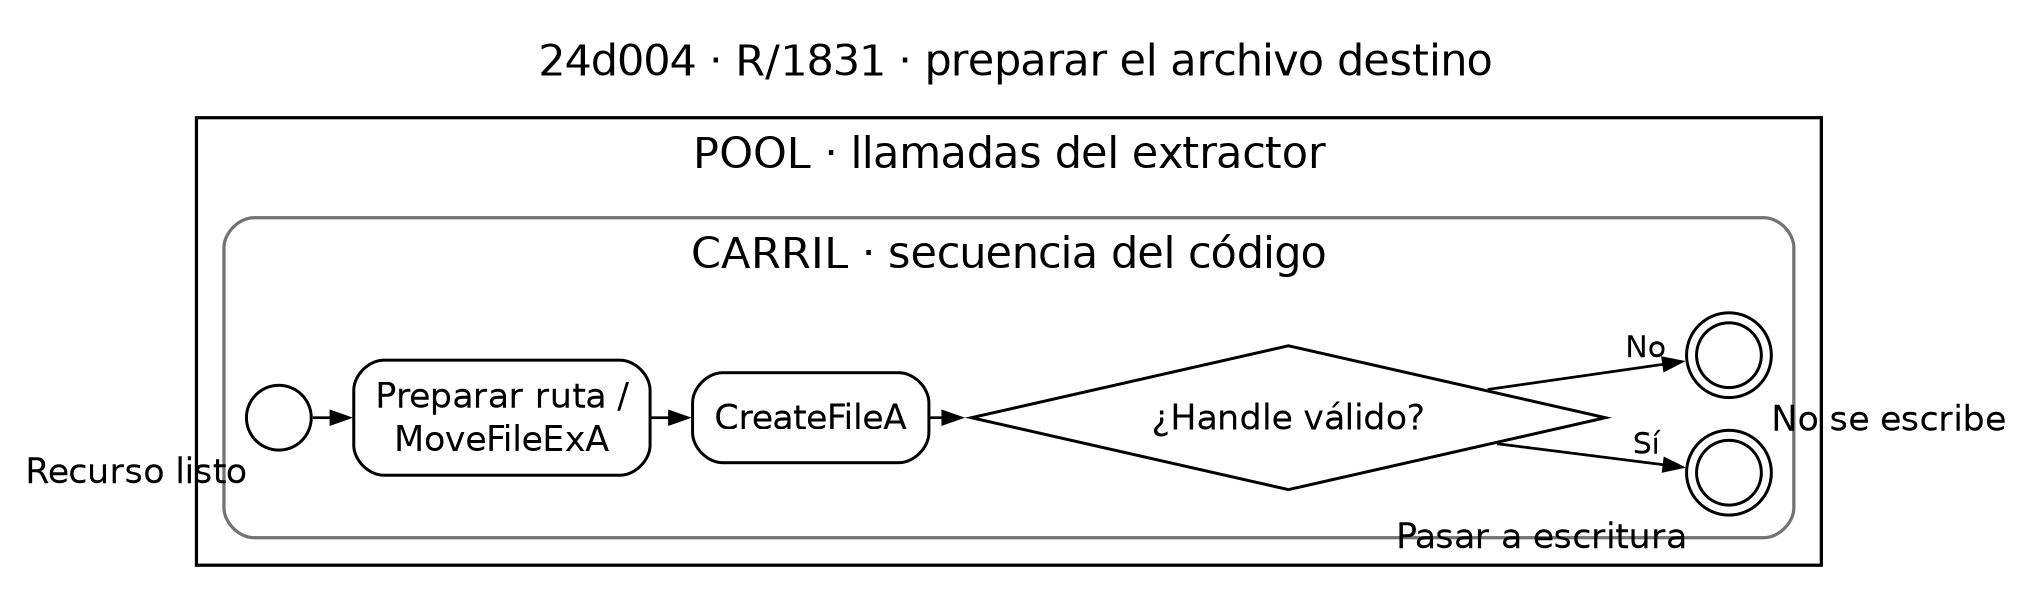 24d004 · R/1831 · preparar el archivo destino
POOL · llamadas del extractor
CARRIL · secuencia del código
Recurso listo
Preparar ruta /
MoveFileExA
CreateFileA
¿Handle válido?
No
No se escribe
Sí
Pasar a escritura